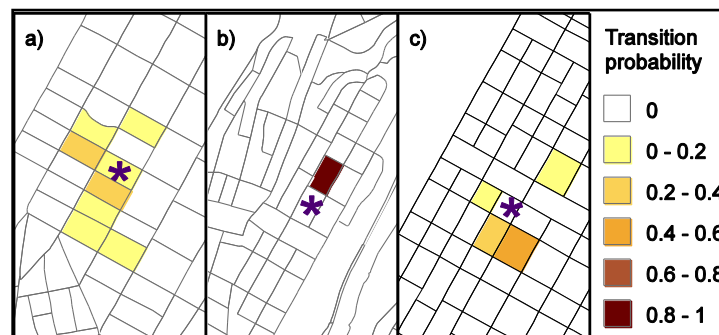 a)
b)
c)
Transition
probability
0
0 - 0.2
0.2 - 0.4
0.4 - 0.6
0.6 - 0.8
0.8 - 1